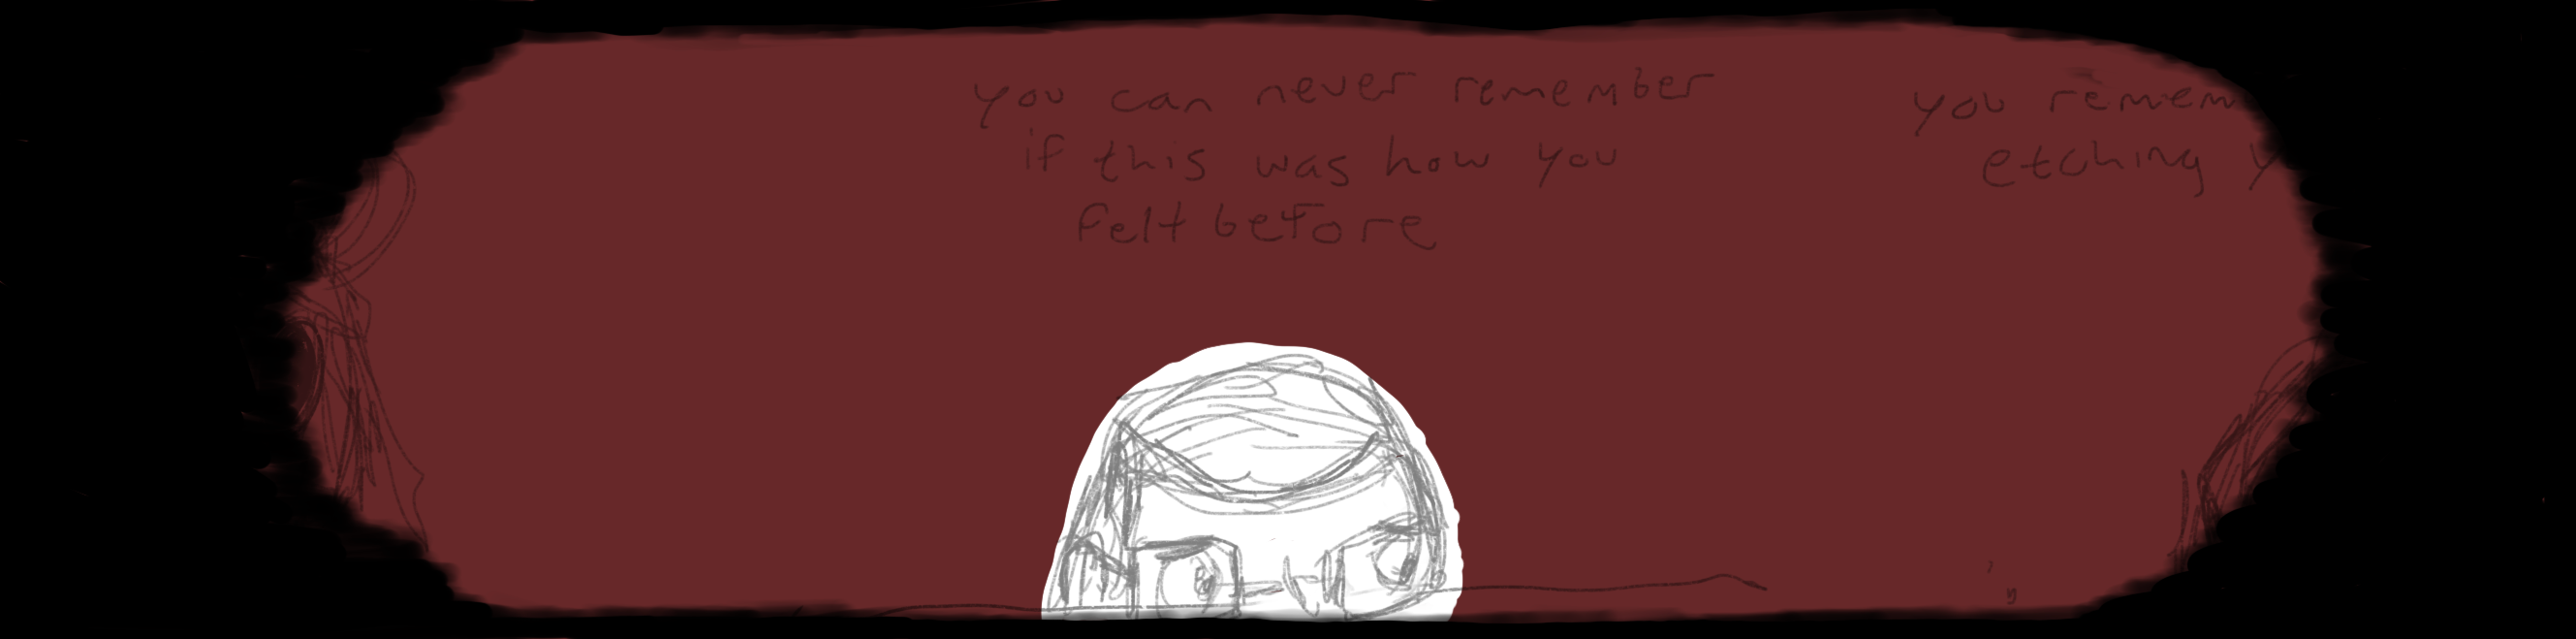 you can never remember
if this was how you
felt before
you remem
etching y